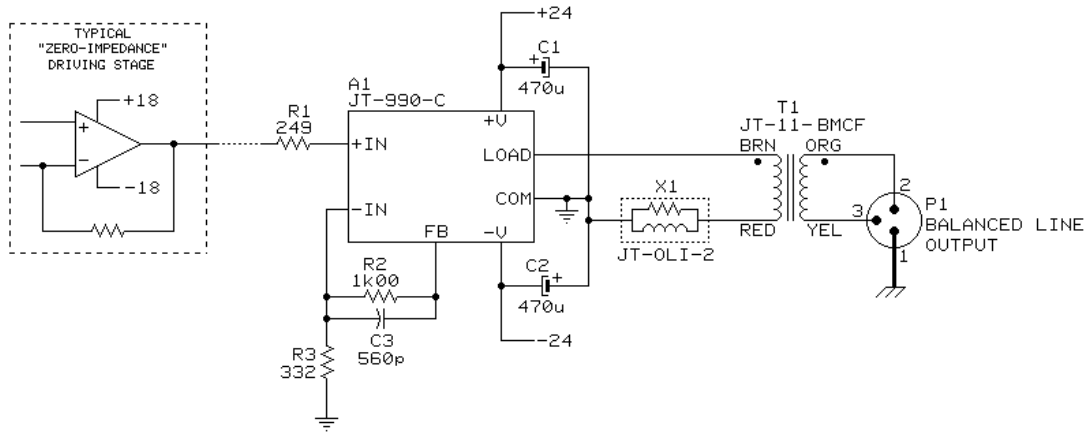 TYPICAL
"ZERO-IMPEDANCE"
DRIVING STAGE
+18
+
−
-18
R1
249
A1
JT-990-C
+IN
-IN
FB
+V
LOAD
COM
-V
R2
1k00
C3
560p
R3
332
+24
+
C1
470u
C2
+
470u
-24
X1
JT-OLI-2
T1
JT-11-BMCF
BRN
ORG
RED
YEL
2
3
1
P1
BALANCED LINE
OUTPUT